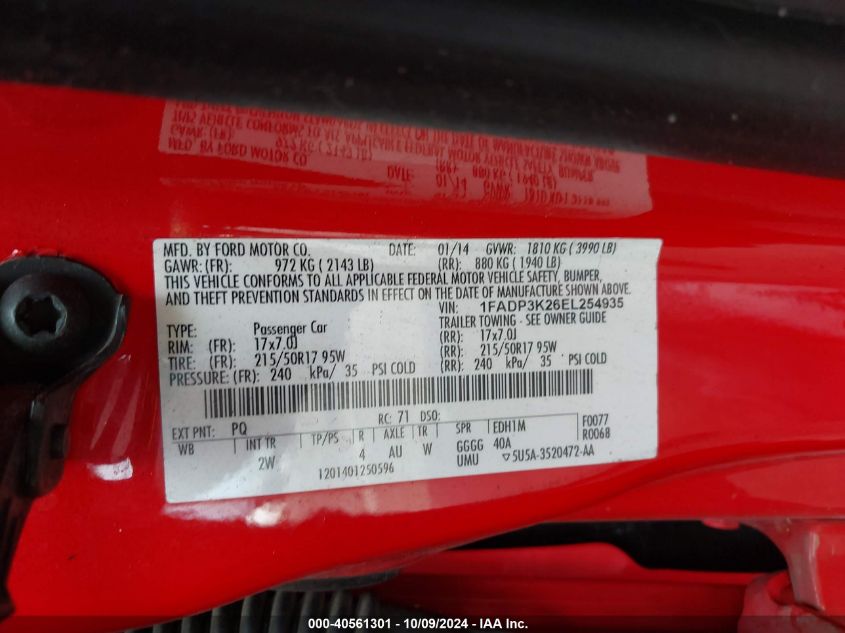 MFD. BY FORD MOTOR CO. DATE: 01/14 GVWR: 1810 KG ( 3990 LB)
GAWR: (FR): 972 KG ( 2143 LB) (RR): 880 KG ( 1940 LB)
THIS VEHICLE CONFORMS TO ALL APPLICABLE FEDERAL MOTOR VEHICLE SAFETY, BUMPER,
AND THEFT PREVENTION STANDARDS IN EFFECT ON THE DATE OF MANUFACTURE SHOWN ABOVE.
VIN: 1FADP3K26EL254935
TYPE: Passenger Car TRAILER TOWING - SEE OWNER GUIDE
RIM: (FR): 17x7.0J (RR): 17x7.0J
TIRE: (FR): 215/50R17 95W (RR): 215/50R17 95W
PRESSURE: (FR): 240 kPa/ 35 PSI COLD (RR): 240 kPa/ 35 PSI COLD
EXT PNT: PQ RC: 71 DSO:
WB INT TR TP/PS R AXLE TR SPR EDH1M F0077
2W 4 AU W GGGG 40A R0068
UMU 5U5A-3520472-AA
1201401250596
000-40561301 - 10/09/2024 - IAA Inc.